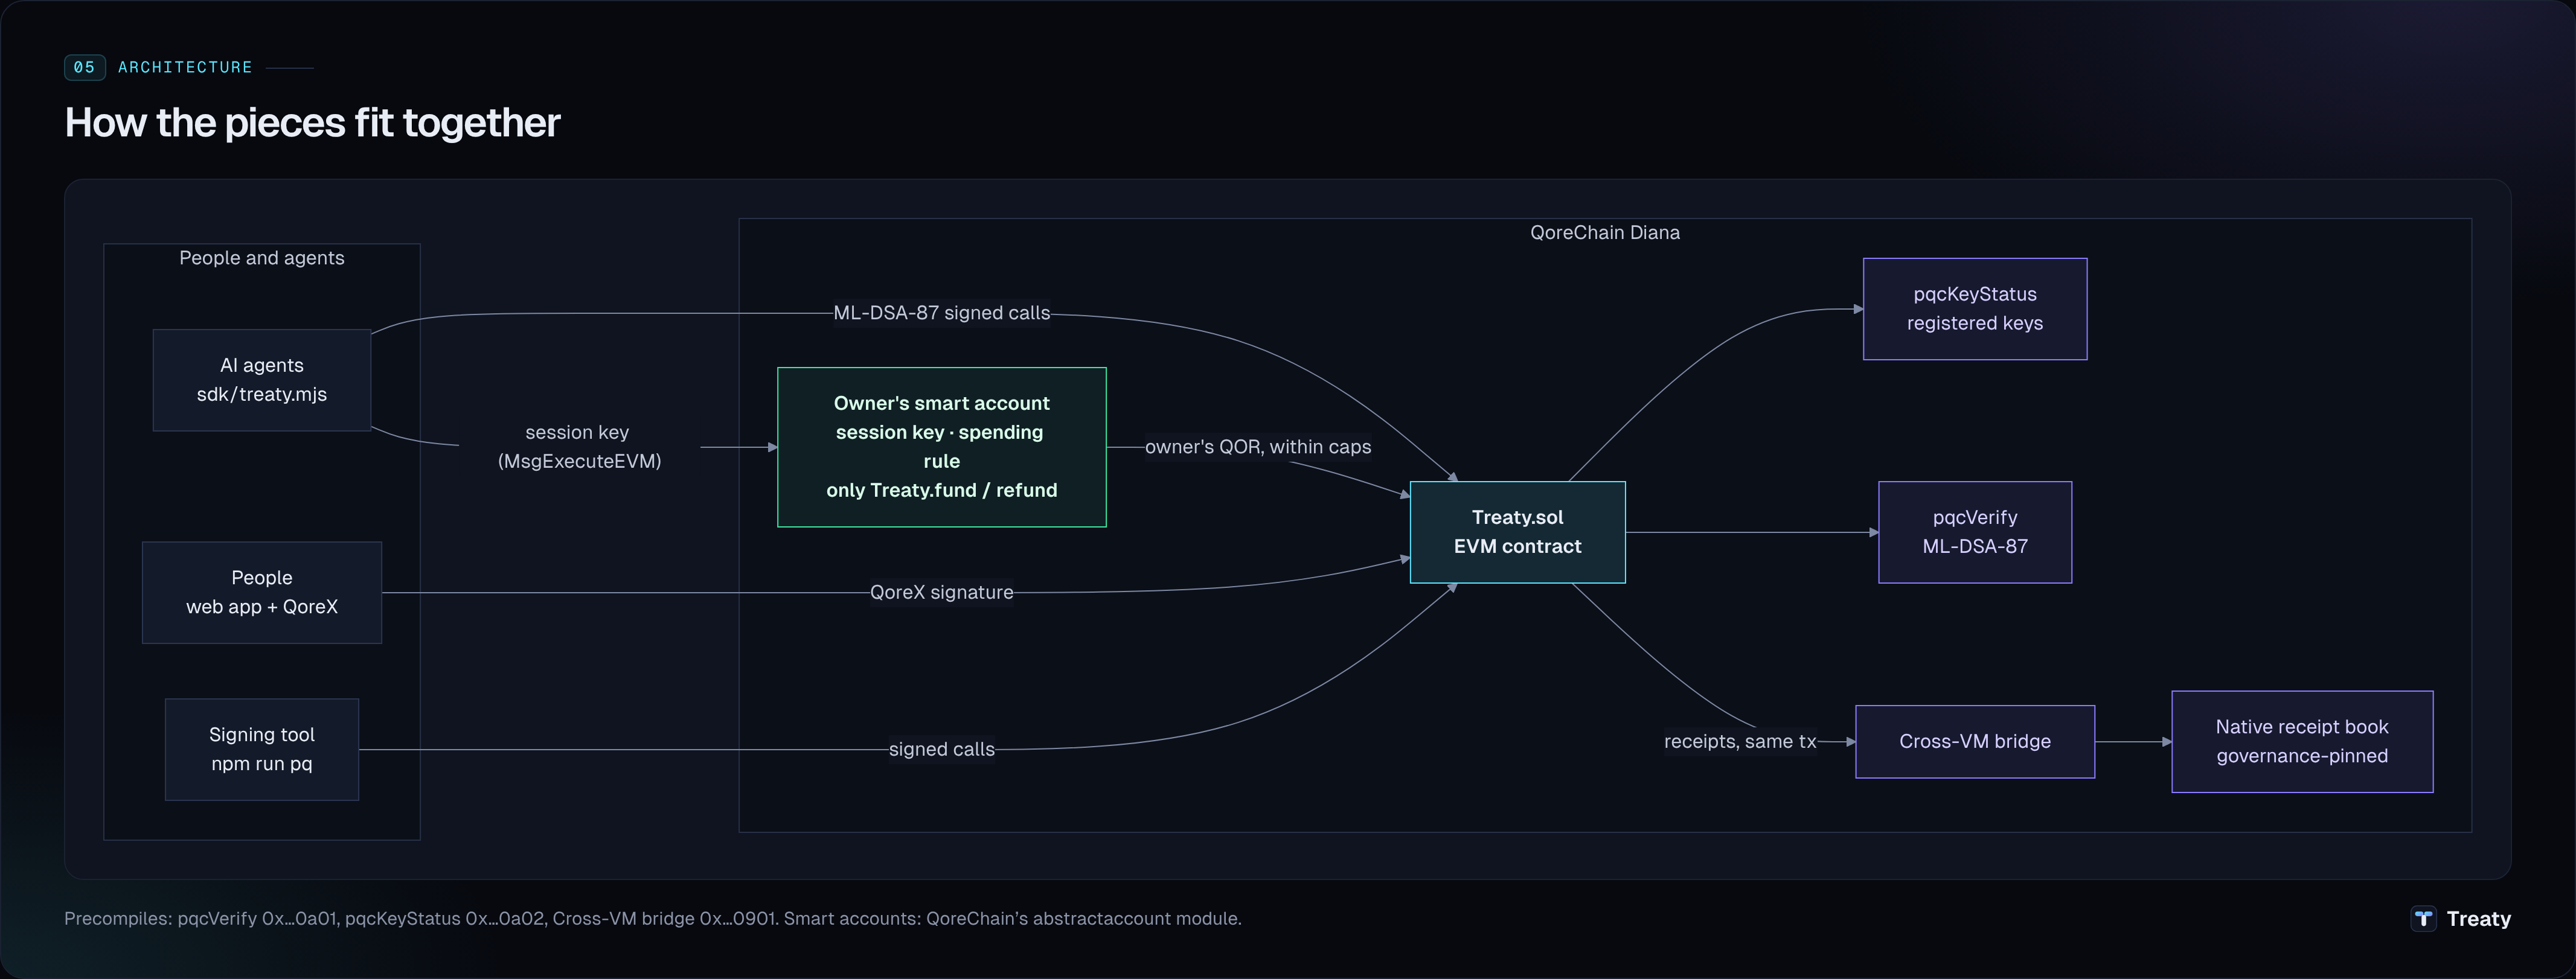 05 ARCHITECTURE
How the pieces fit together
People and agents
AI agents
sdk/treaty.mjs
People
web app + QoreX
Signing tool
npm run pq
session key
(MsgExecuteEVM)
QoreChain Diana
ML-DSA-87 signed calls
Owner's smart account
session key · spending
rule
only Treaty.fund / refund
owner's QOR, within caps
QoreX signature
signed calls
Treaty.sol
EVM contract
pqcKeyStatus
registered keys
pqcVerify
ML-DSA-87
receipts, same tx
Cross-VM bridge
Native receipt book
governance-pinned
Precompiles: pqcVerify 0x…0a01, pqcKeyStatus 0x…0a02, Cross-VM bridge 0x…0901. Smart accounts: QoreChain’s abstractaccount module.
Treaty